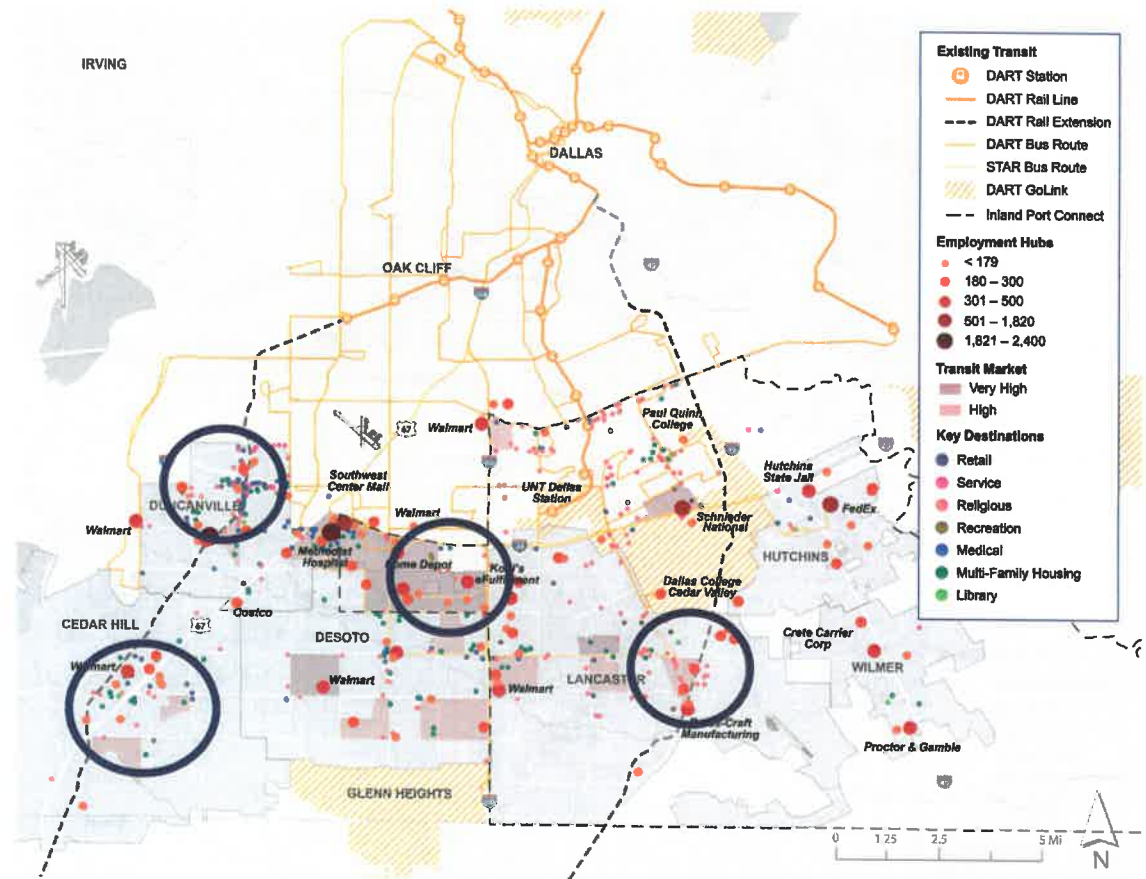 IRVING
DALLAS
OAK CLIFF
Existing Transit
DART Station
DART Rail Line
DART Rail Extension
DART Bus Route
STAR Bus Route
DART GoLink
Inland Port Connect
Employment Hubs
< 179
180 – 300
301 – 500
501 – 1,820
1,821 – 2,400
Transit Market
Very High
High
Key Destinations
Retail
Service
Religious
Recreation
Medical
Multi-Family Housing
Library
67
Walmart
Paul Quinn
College
Southwest
Center Mall
UNT Dallas
Station
Hutchins
State Jail
DUNCANVILLE
Walmart
Walmart
Schnieder
National
FedEx
Methodist
Hospital
Home Depot
Kohl's
eFulfillment
HUTCHINS
Dallas College
Cedar Valley
Costco
CEDAR HILL
67
DESOTO
Crete Carrier
Corp
Walmart
Walmart
Walmart
LANCASTER
WILMER
Manufacturing
Proctor & Gamble
GLENN HEIGHTS
0 1.25 2.5 5 Mi
N